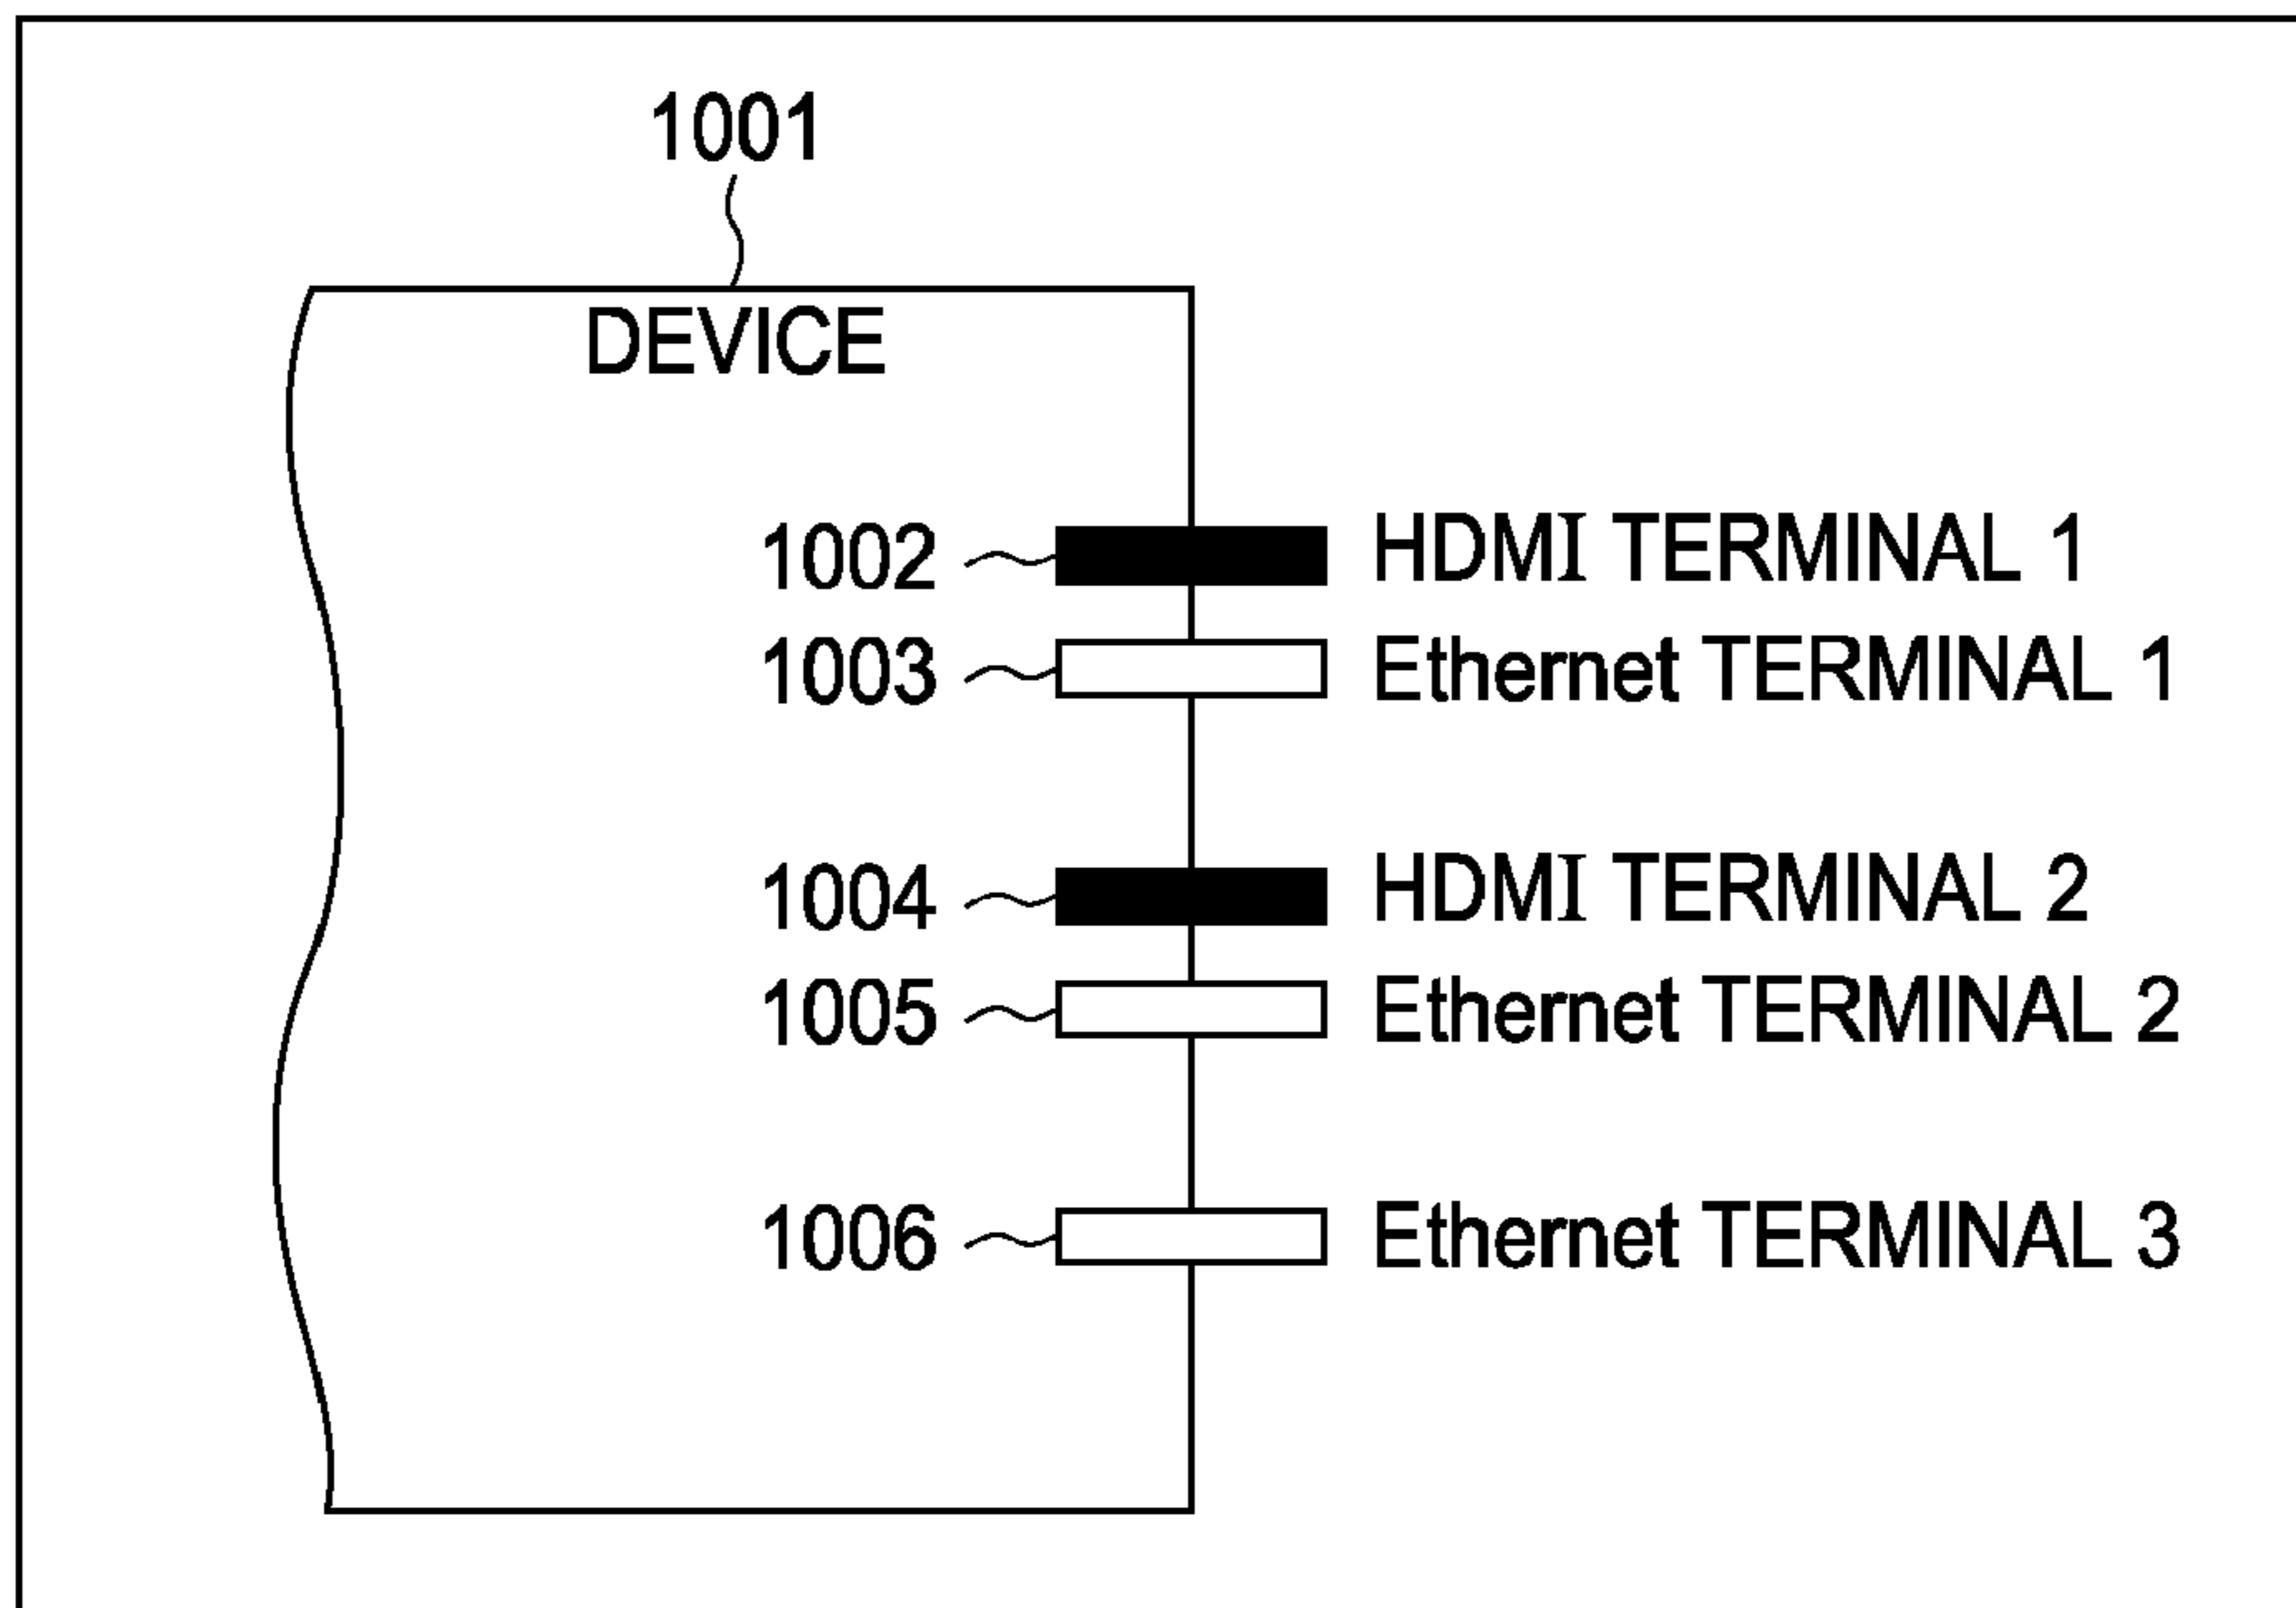 1001
DEVICE
1002 HDMI TERMINAL 1
1003 Ethernet TERMINAL 1
1004 HDMI TERMINAL 2
1005 Ethernet TERMINAL 2
1006 Ethernet TERMINAL 3